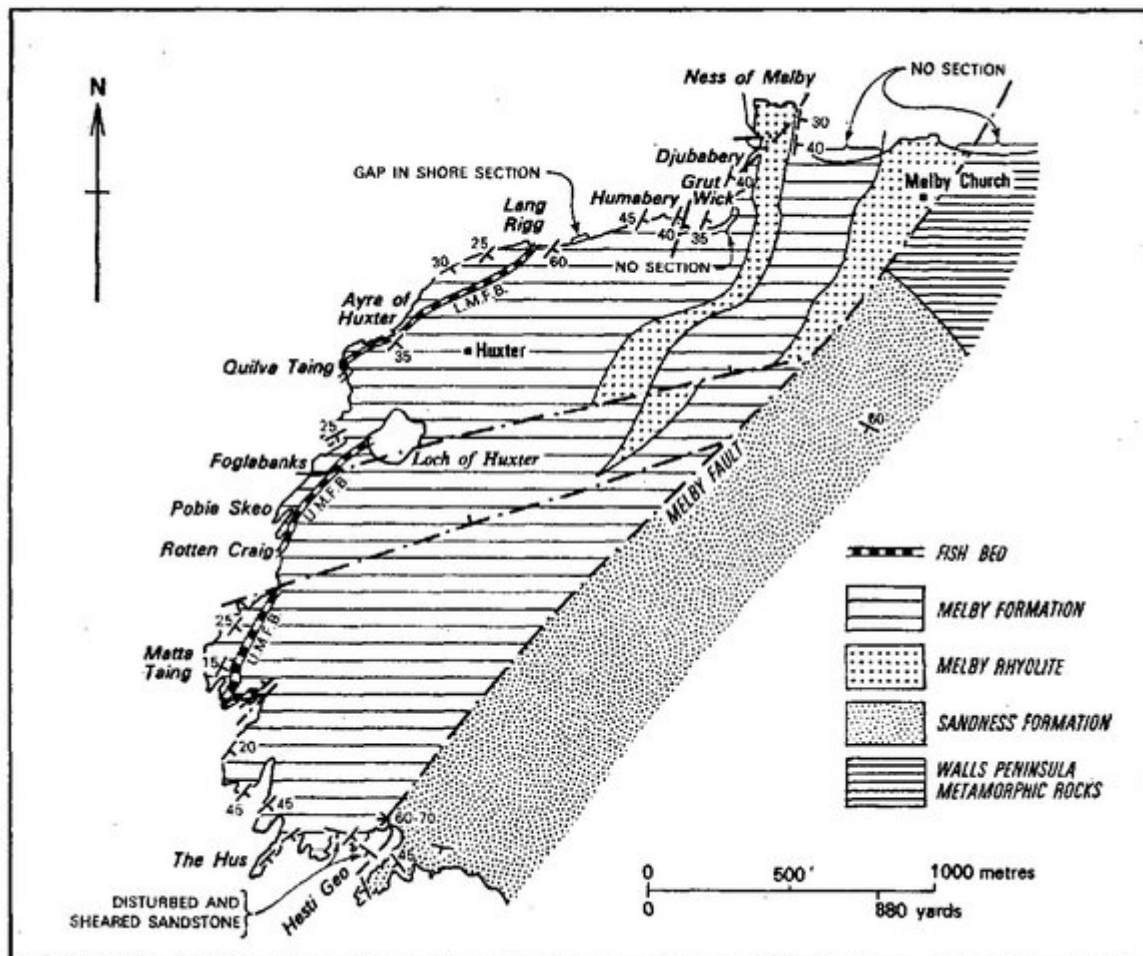 N
Ness of Melby
NO SECTION
30
40
Djubabery
GAP IN SHORE SECTION
Grut
Wick
40
Melby Church
Humabery
45
40
35
Lang
Rigg
25
30
60
NO SECTION
L.M.F.B.
Ayre of
Huxter
35
Huxter
Quilva Taing
25
60
Foglabanks
Loch of Huxter
U.M.F.B.
Pobie Skeo
MELBY FAULT
Rotten Craig
FISH BED
25
U.M.F.B.
MELBY FORMATION
Matta
Taing
15
MELBY RHYOLITE
20
SANDNESS FORMATION
45
45
WALLS PENINSULA
METAMORPHIC ROCKS
60-70
The Hus
45
Hesti Geo
DISTURBED AND
SHEARED SANDSTONE
0 500' 1000 metres
0 880 yards